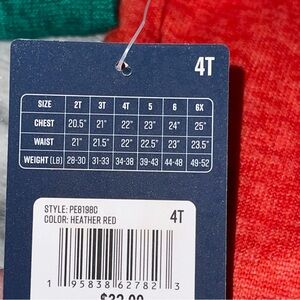 4T
SIZE 2T 3T 4T 5 6 6X
CHEST 20.5" 21" 22" 23" 24" 25"
WAIST 21" 21.5" 22" 22.5" 23" 23.5"
WEIGHT (LB) 28-30 31-33 34-38 39-43 44-48 49-52
STYLE: PE8198G 4T
COLOR: HEATHER RED
1 95838 62782 3